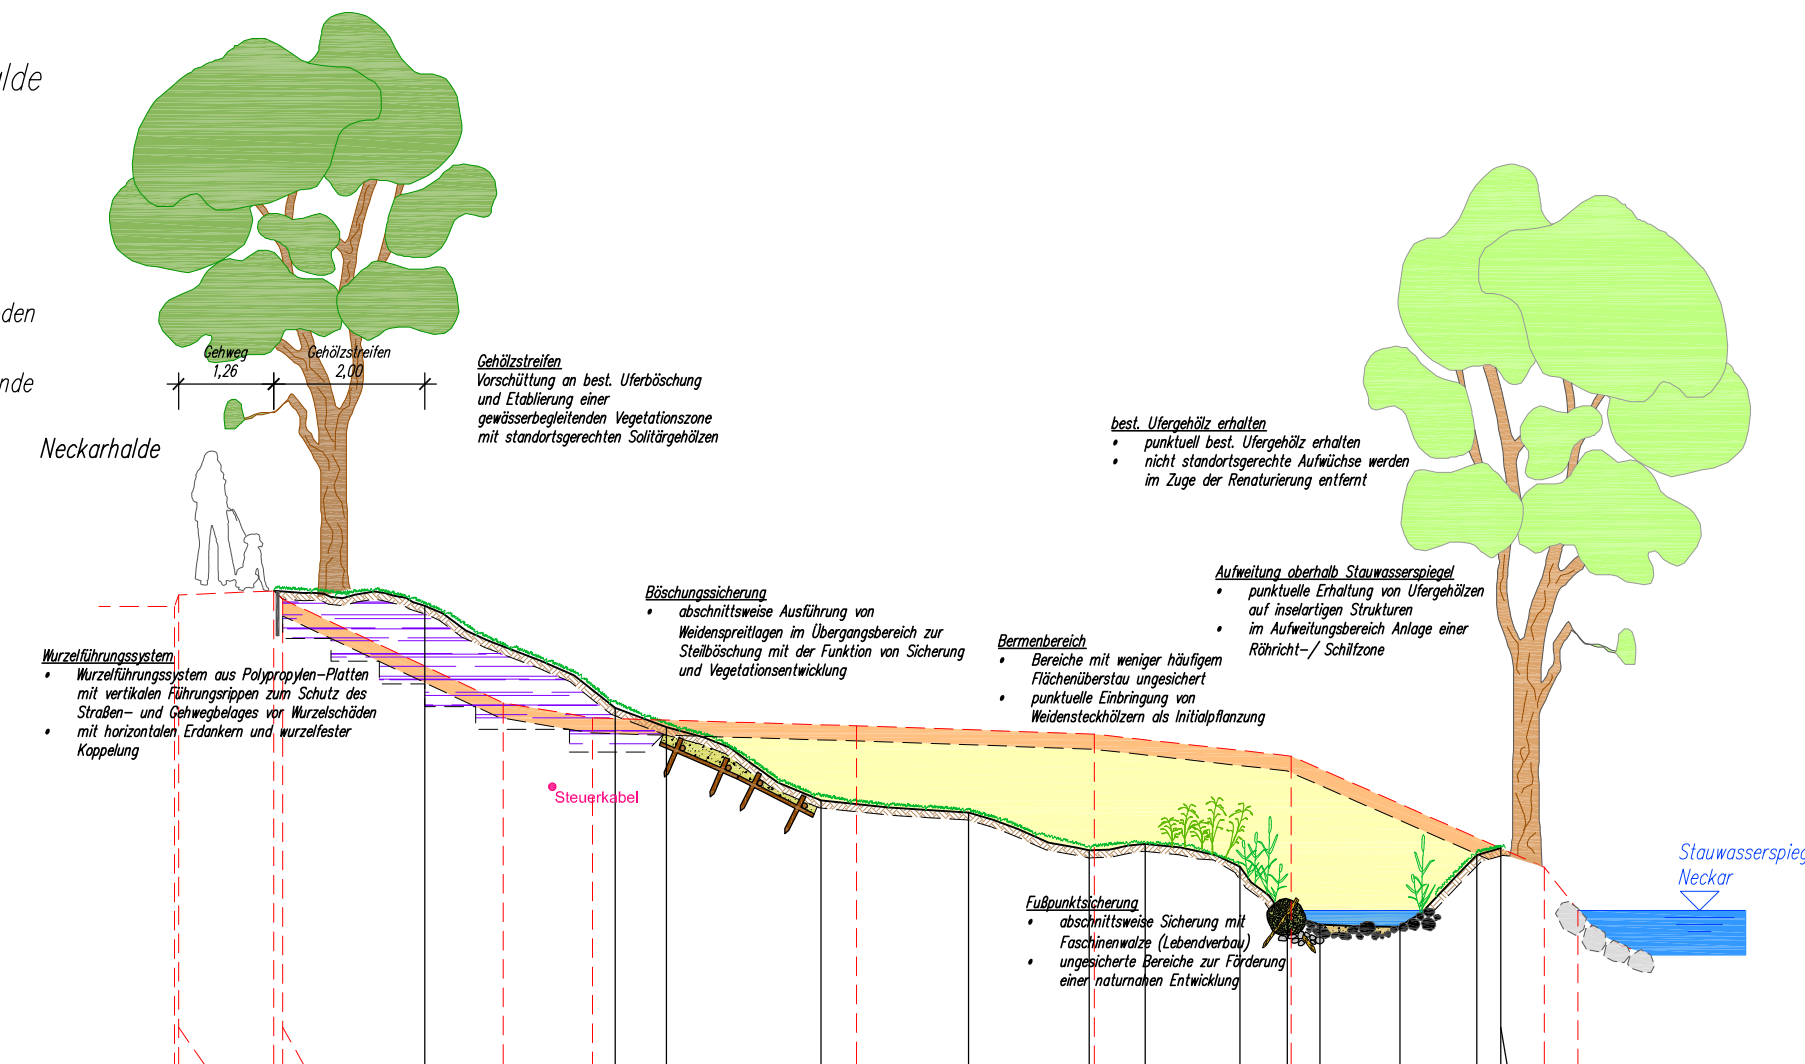 Gehweg
1,26
Gehölzstreifen
2,00
Neckarhalde
Gehölzstreifen
Vorschüttung an best. Uferböschung
und Etablierung einer
gewässerbegleitenden Vegetationszone
mit standortsgerechten Solitärgehölzen
best. Ufergehölz erhalten
• punktuell best. Ufergehölz erhalten
• nicht standortsgerechte Aufwüchse werden
im Zuge der Renaturierung entfernt
Aufweitung oberhalb Stauwasserspiegel
• punktuelle Erhaltung von Ufergehölzen
auf inselartigen Strukturen
• im Aufweitungsbereich Anlage einer
Röhricht-/ Schilfzone
Böschungssicherung
• abschnittsweise Ausführung von
Weidenspreitlagen im Übergangsbereich zur
Steilböschung mit der Funktion von Sicherung
und Vegetationsentwicklung
Bermenbereich
• Bereiche mit weniger häufigem
Flächenüberstau ungesichert
• punktuelle Einbringung von
Weidensteckhölzern als Initialpflanzung
Wurzelführungssystem
• Wurzelführungssystem aus Polypropylen-Platten
mit vertikalen Führungsrippen zum Schutz des
Straßen- und Gehwegbelages vor Wurzelschäden
• mit horizontalen Erdankern und wurzelfester
Koppelung
Steuerkabel
Fußpunktsicherung
• abschnittsweise Sicherung mit
Faschinenwalze (Lebendverbau)
• ungesicherte Bereiche zur Förderung
einer naturnahen Entwicklung
Neckar